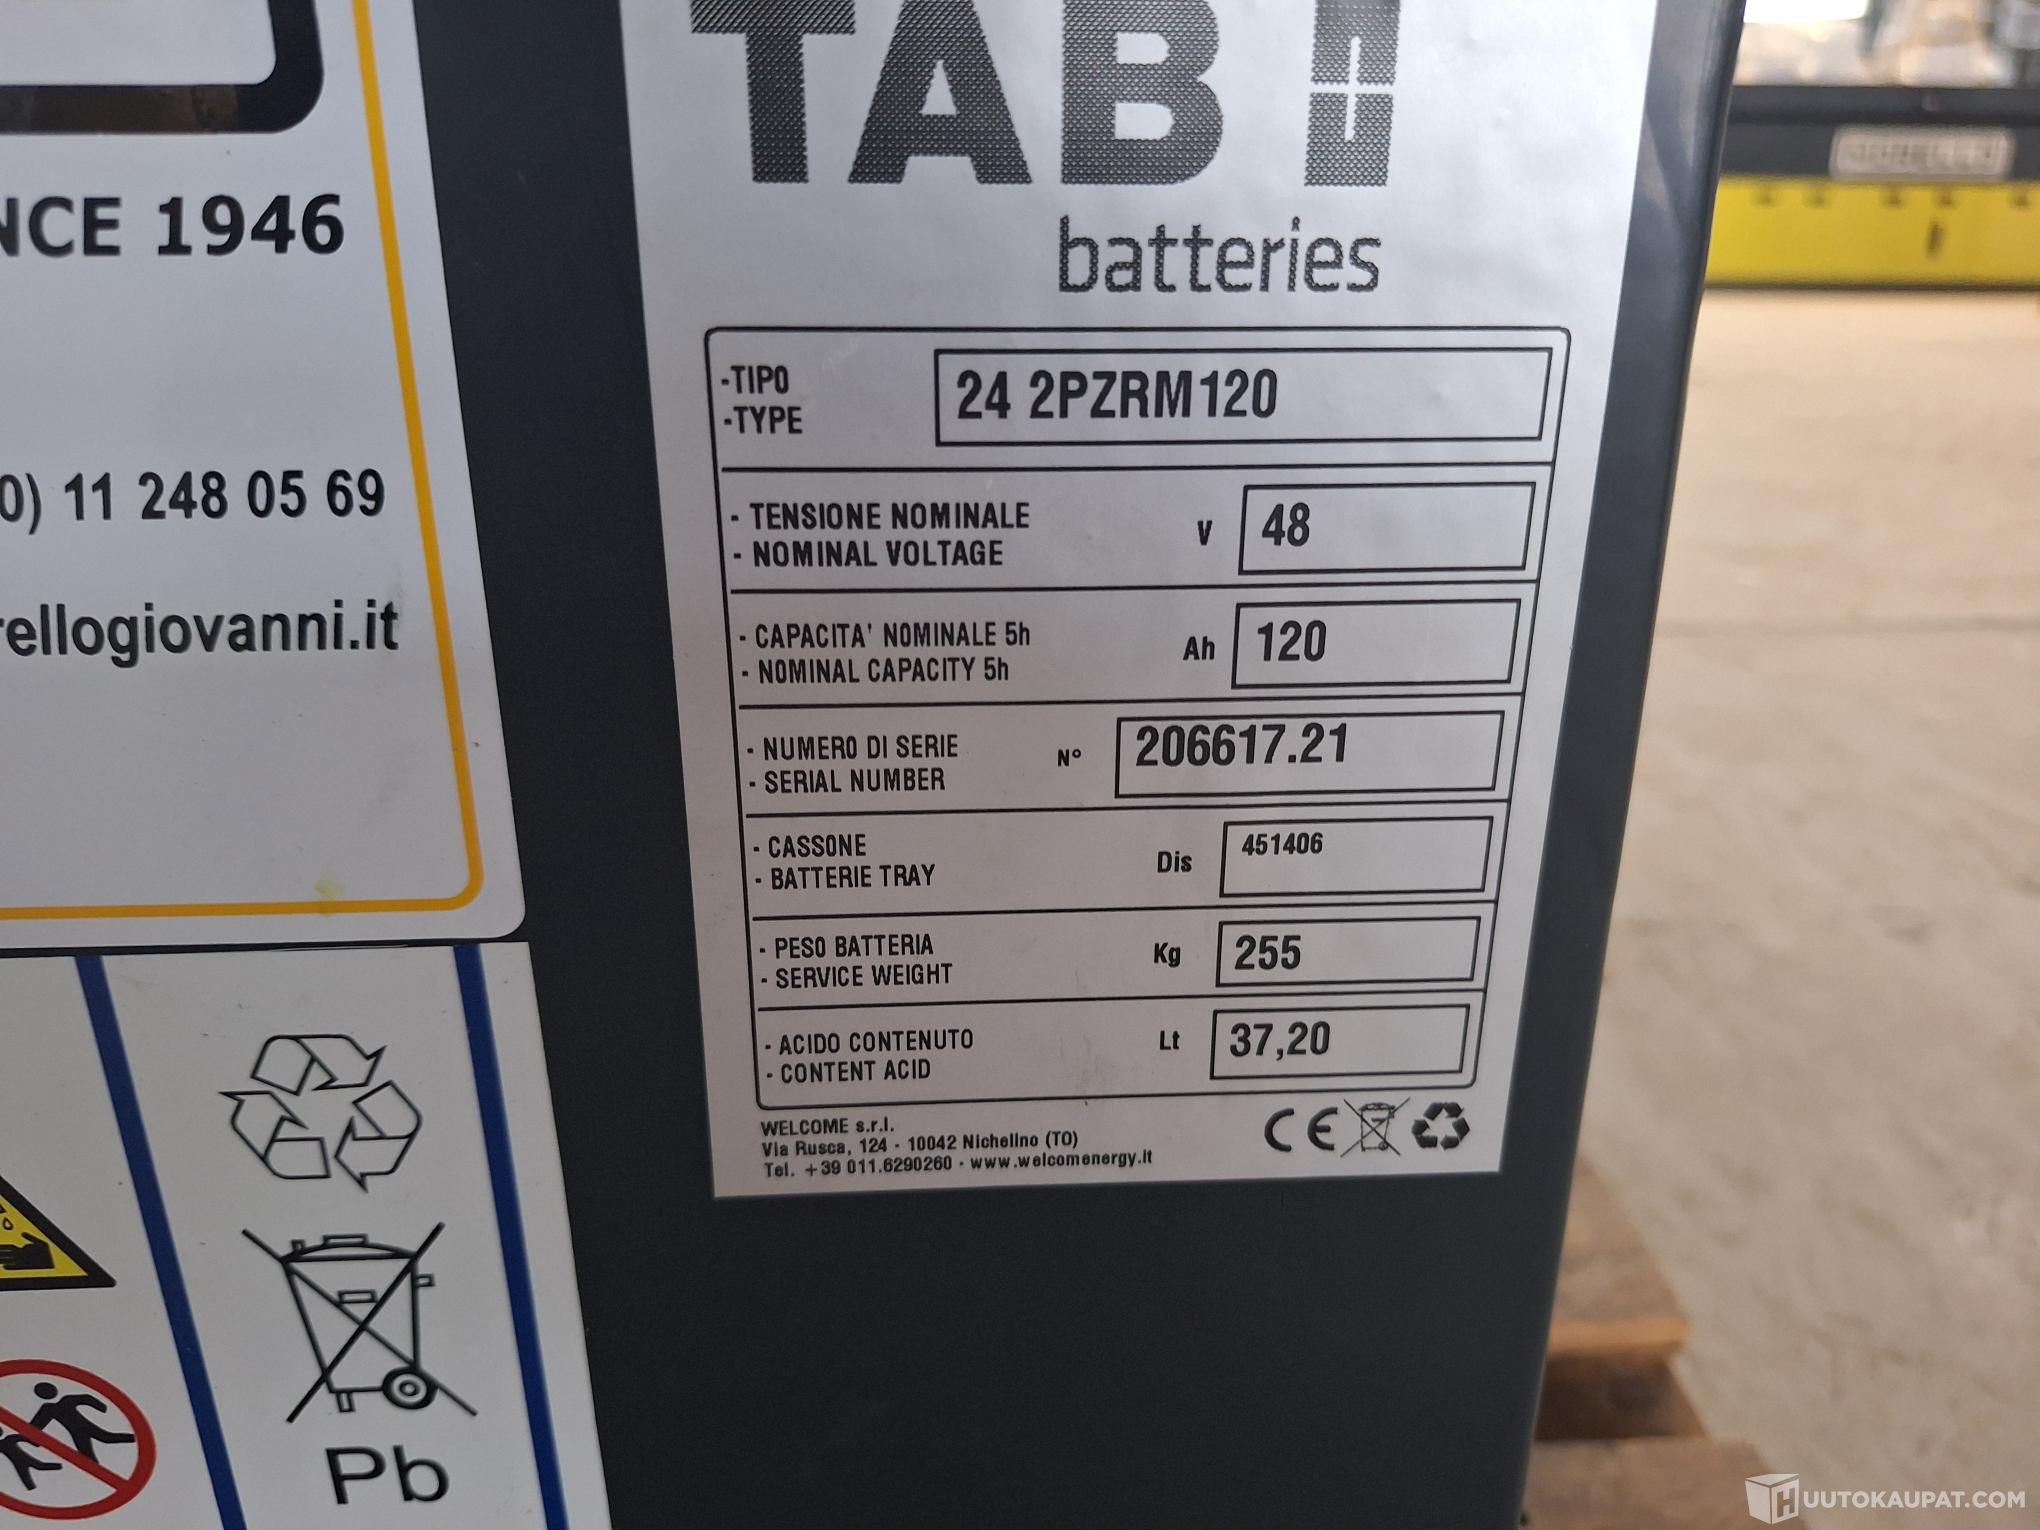 NCE 1946
0) 11 248 05 69
rellogiovanni.it
Pb
TAB
batteries
-TIPO
-TYPE
24 2PZRM120
- TENSIONE NOMINALE
- NOMINAL VOLTAGE
V 48
- CAPACITA' NOMINALE 5h
- NOMINAL CAPACITY 5h
Ah 120
- NUMERO DI SERIE
- SERIAL NUMBER
N° 206617.21
- CASSONE
- BATTERIE TRAY
Dis 451406
- PESO BATTERIA
- SERVICE WEIGHT
Kg 255
- ACIDO CONTENUTO
- CONTENT ACID
Lt 37,20
WELCOME s.r.l.
Via Rusca, 124 - 10042 Nichelino (TO)
Tel. +39 011.6290260 - www.welcomenergy.it
CE
HUUTOKAUPAT.COM